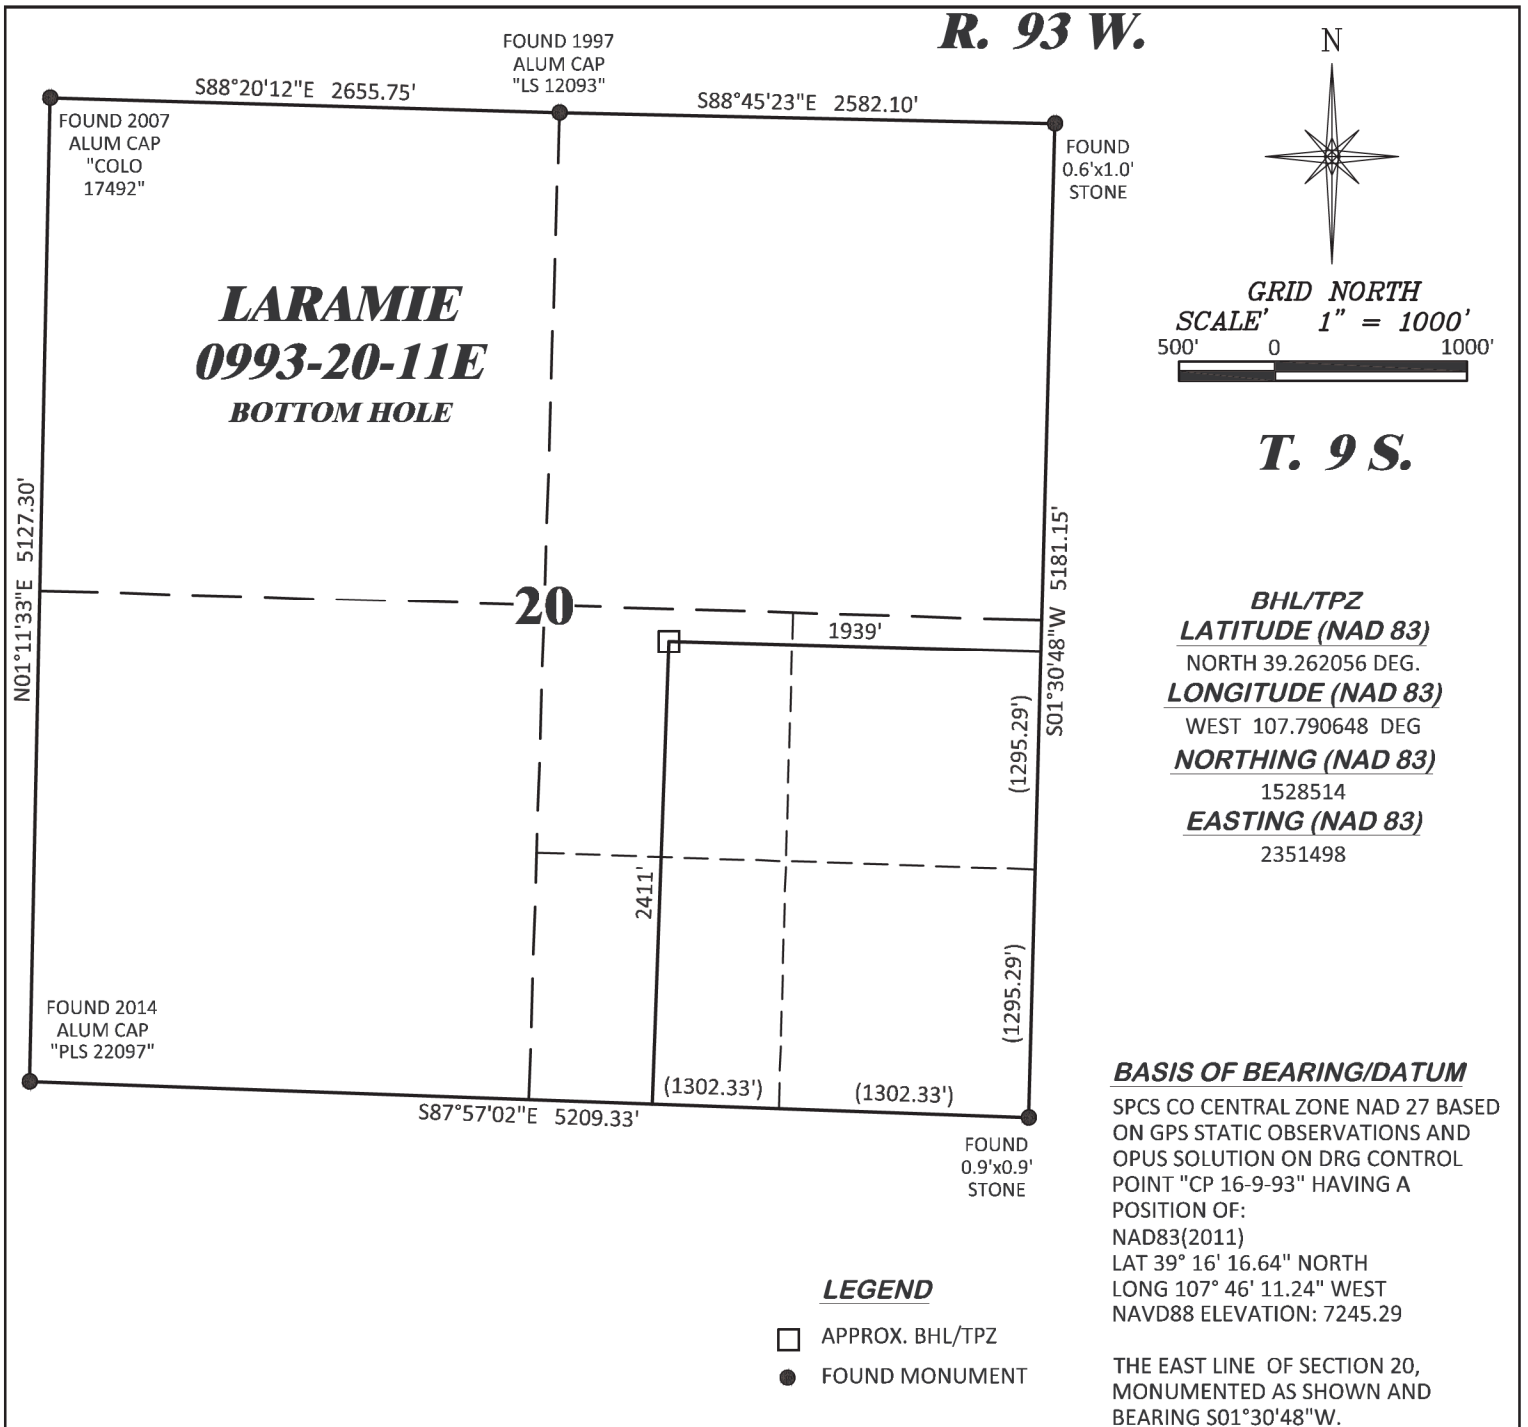 R. 93 W.
FOUND 1997
ALUM CAP
"LS 12093"
S88°20'12"E 2655.75'
S88°45'23"E 2582.10'
N
FOUND 2007
ALUM CAP
"COLO
17492"
FOUND
0.6'x1.0'
STONE
LARAMIE
0993-20-11E
BOTTOM HOLE
GRID NORTH
SCALE' 1" = 1000'
500' 0 1000'
T. 9 S.
N01°11'33"E 5127.30'
S01°30'48"W 5181.15'
20
1939'
(1295.29')
2411'
(1295.29')
BHL/TPZ
LATITUDE (NAD 83)
NORTH 39.262056 DEG.
LONGITUDE (NAD 83)
WEST 107.790648 DEG
NORTHING (NAD 83)
1528514
EASTING (NAD 83)
2351498
FOUND 2014
ALUM CAP
"PLS 22097"
(1302.33')
(1302.33')
S87°57'02"E 5209.33'
FOUND
0.9'x0.9'
STONE
BASIS OF BEARING/DATUM
SPCS CO CENTRAL ZONE NAD 27 BASED
ON GPS STATIC OBSERVATIONS AND
OPUS SOLUTION ON DRG CONTROL
POINT "CP 16-9-93" HAVING A
POSITION OF:
NAD83(2011)
LAT 39° 16' 16.64" NORTH
LONG 107° 46' 11.24" WEST
NAVD88 ELEVATION: 7245.29
THE EAST LINE OF SECTION 20,
MONUMENTED AS SHOWN AND
BEARING S01°30'48"W.
LEGEND
APPROX. BHL/TPZ
FOUND MONUMENT